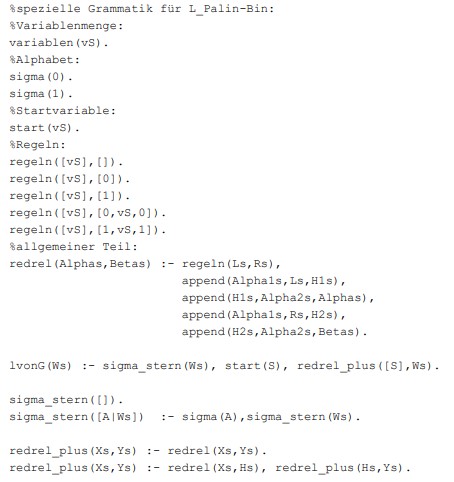 %spezielle Grammatik für L_Palin-Bin:
%Variablenmenge:
variablen(vS).
%Alphabet:
sigma(0).
sigma(1).
%Startvariable:
start(vS).
%Regeln:
regeln([vS],[]).
regeln([vS],[0]).
regeln([vS],[1]).
regeln([vS],[0,vS,0]).
regeln([vS],[1,vS,1]).
%allgemeiner Teil:
redrel(Alphas,Betas) :- regeln(Ls,Rs),
append(Alpha1s,Ls,H1s),
append(H1s,Alpha2s,Alphas),
append(Alpha1s,Rs,H2s),
append(H2s,Alpha2s,Betas).
lvonG(Ws) :- sigma_stern(Ws), start(S), redrel_plus([S],Ws).
sigma_stern([]).
sigma_stern([A|Ws]) :- sigma(A),sigma_stern(Ws).
redrel_plus(Xs,Ys) :- redrel(Xs,Ys).
redrel_plus(Xs,Ys) :- redrel(Xs,Hs), redrel_plus(Hs,Ys).